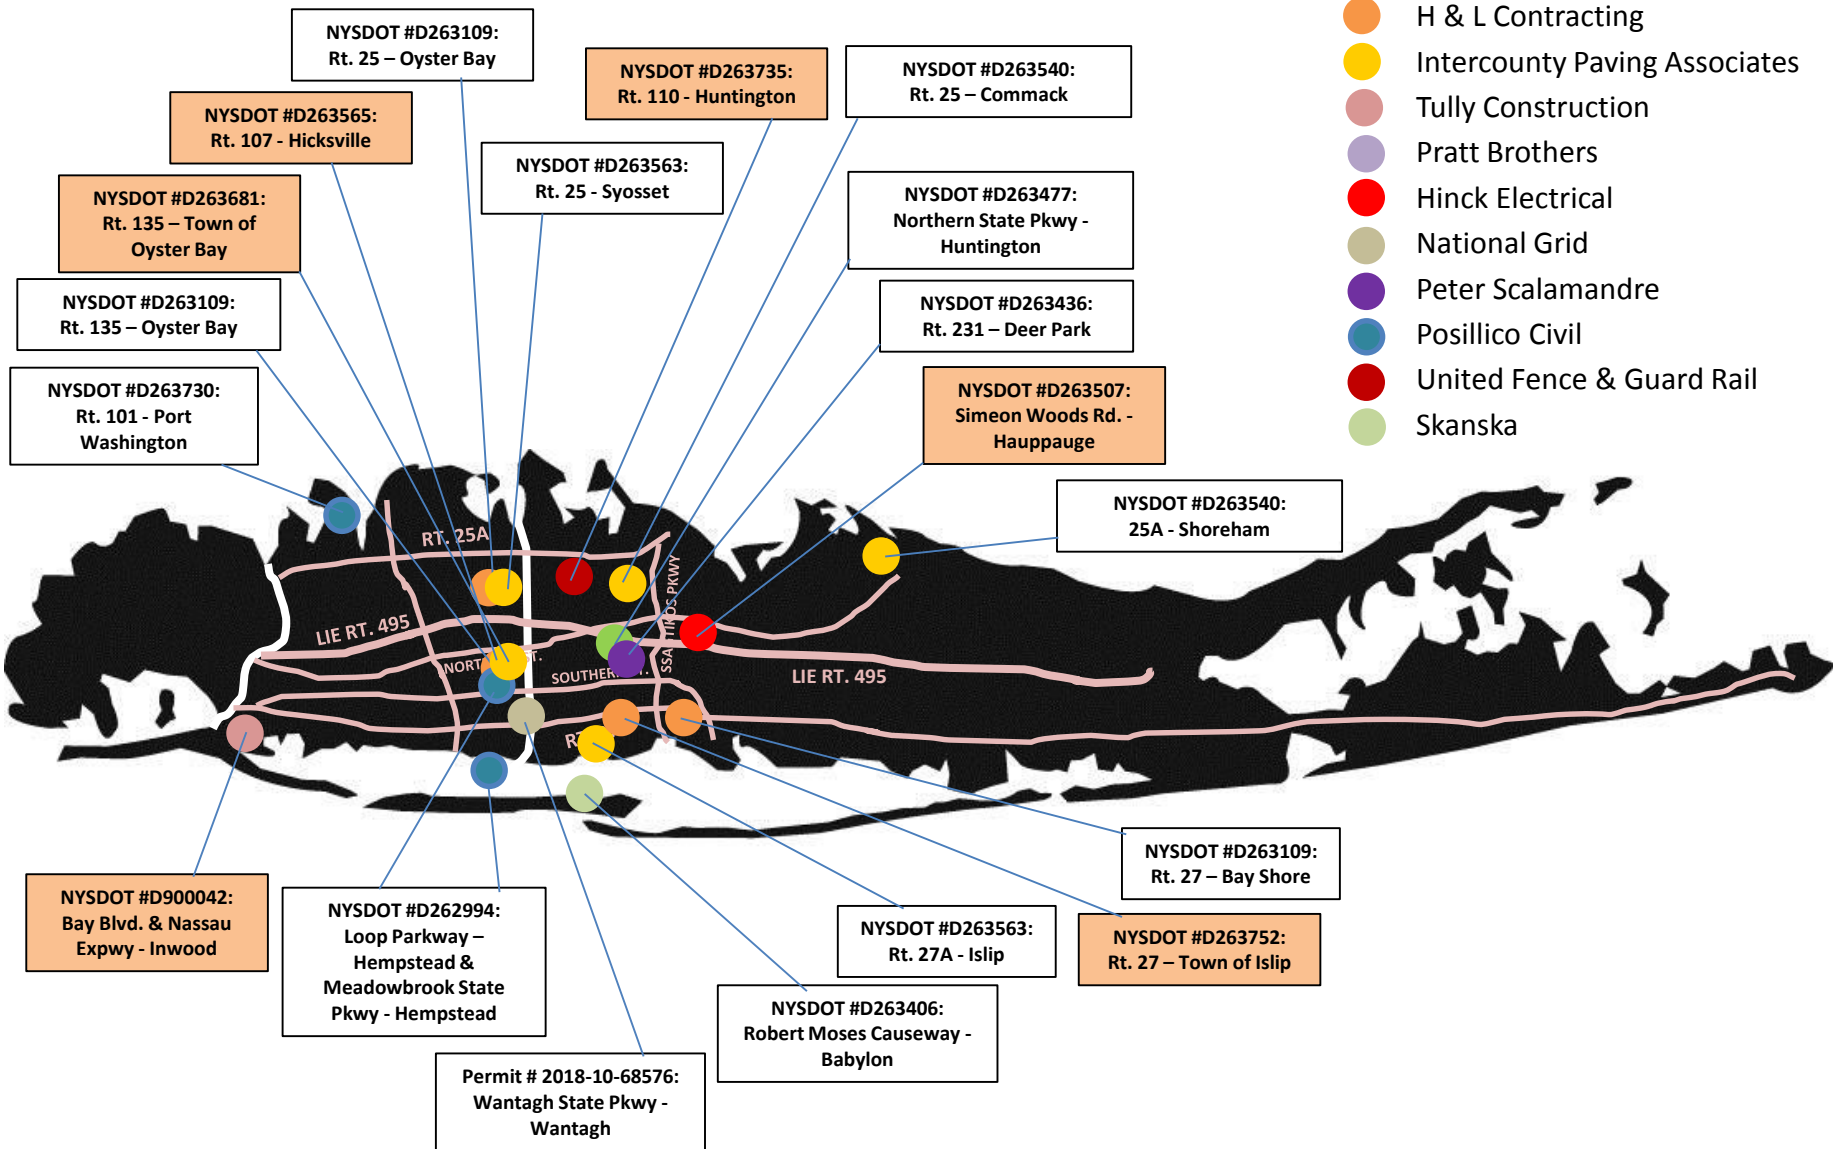 NYSDOT #D263109:
Rt. 25 – Oyster Bay
NYSDOT #D263735:
Rt. 110 - Huntington
NYSDOT #D263540:
Rt. 25 – Commack
NYSDOT #D263565:
Rt. 107 - Hicksville
NYSDOT #D263563:
Rt. 25 - Syosset
NYSDOT #D263681:
Rt. 135 – Town of
Oyster Bay
NYSDOT #D263477:
Northern State Pkwy -
Huntington
NYSDOT #D263109:
Rt. 135 – Oyster Bay
NYSDOT #D263436:
Rt. 231 – Deer Park
NYSDOT #D263730:
Rt. 101 - Port
Washington
NYSDOT #D263507:
Simeon Woods Rd. -
Hauppauge
NYSDOT #D263540:
25A - Shoreham
H & L Contracting
Intercounty Paving Associates
Tully Construction
Pratt Brothers
Hinck Electrical
National Grid
Peter Scalamandre
Posillico Civil
United Fence & Guard Rail
Skanska
RT. 25A
LIE RT. 495
PKWY
LIE RT. 495
NYSDOT #D263109:
Rt. 27 – Bay Shore
NYSDOT #D900042:
Bay Blvd. & Nassau
Expwy - Inwood
NYSDOT #D262994:
Loop Parkway –
Hempstead &
Meadowbrook State
Pkwy - Hempstead
NYSDOT #D263563:
Rt. 27A - Islip
NYSDOT #D263752:
Rt. 27 – Town of Islip
NYSDOT #D263406:
Robert Moses Causeway -
Babylon
Permit # 2018-10-68576:
Wantagh State Pkwy -
Wantagh